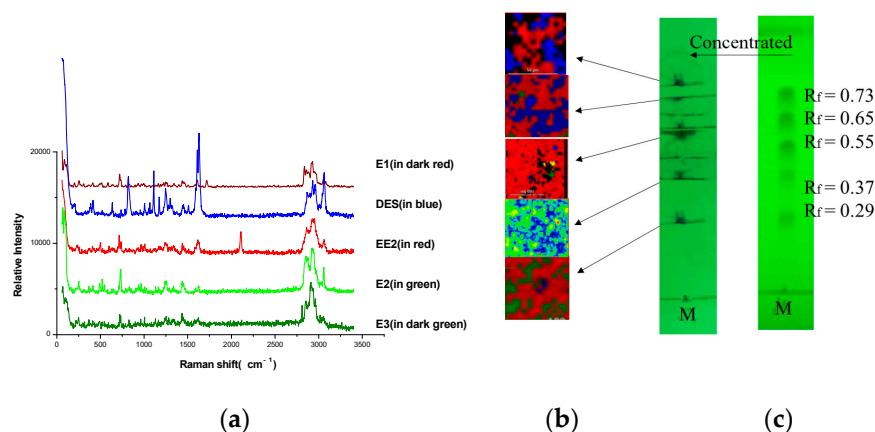 20000
10000
0
Relative Intensity
E1(in dark red)
DES(in blue)
EE2(in red)
E2(in green)
E3(in dark green)
0 500 1000 1500 2000 2500 3000 3500
Raman shift( cm⁻¹)
Concentrated
Rf = 0.73
Rf = 0.65
Rf = 0.55
Rf = 0.37
Rf = 0.29
M
M
(a) (b) (c)